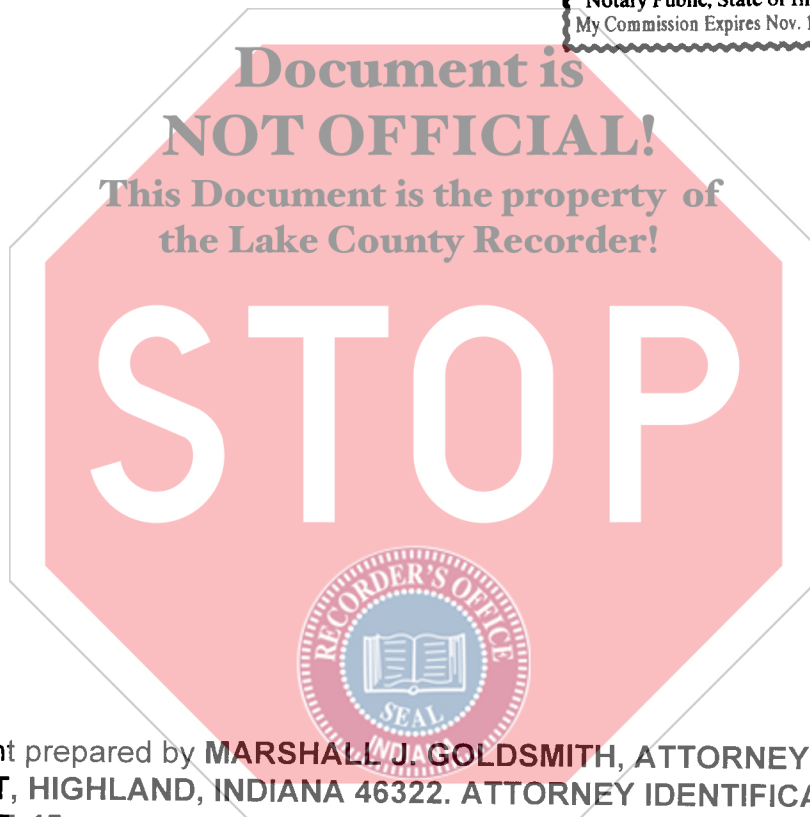 Notary Public, State of
My Commission Expires Nov. 1
Document is
NOT OFFICIAL!
This Document is the property of
the Lake County Recorder!
STOP
RECORDER'S OFFICE
SEAL
INDIANA
nt prepared by MARSHALL J. GOLDSMITH, ATTORNEY
T, HIGHLAND, INDIANA 46322. ATTORNEY IDENTIFICA